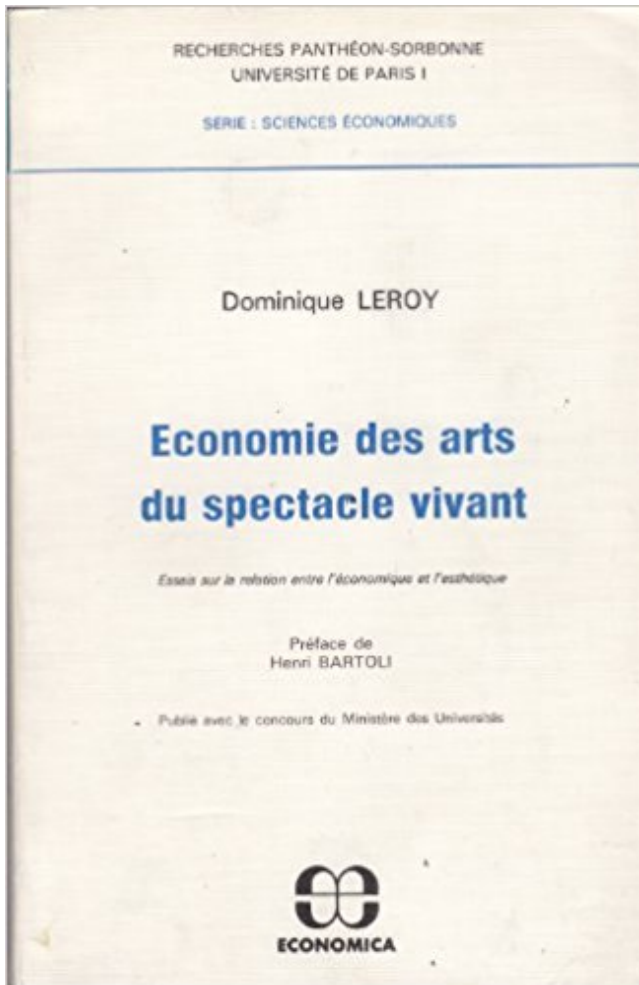 RECHERCHES PANTHÉON-SORBONNE
UNIVERSITÉ DE PARIS I
SERIE : SCIENCES ÉCONOMIQUES
Dominique LEROY
Economie des arts
du spectacle vivant
Essais sur la relation entre l'économique et l'esthétique
Préface de
Henri BARTOLI
Publié avec le concours du Ministère des Universités
ECONOMICA